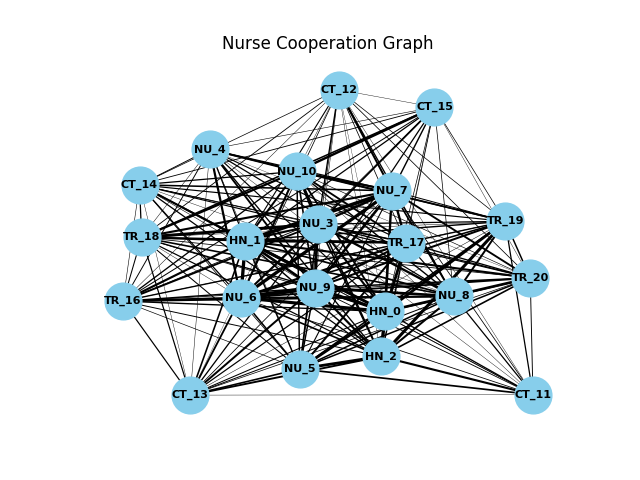 Nurse Cooperation Graph
CT_12
CT_15
NU_4
NU_10
CT_14
NU_7
TR_19
NU_3
TR_18
HN_1
TR_17
TR_20
NU_9
NU_8
NU_6
TR_16
HN_0
HN_2
NU_5
CT_13
CT_11